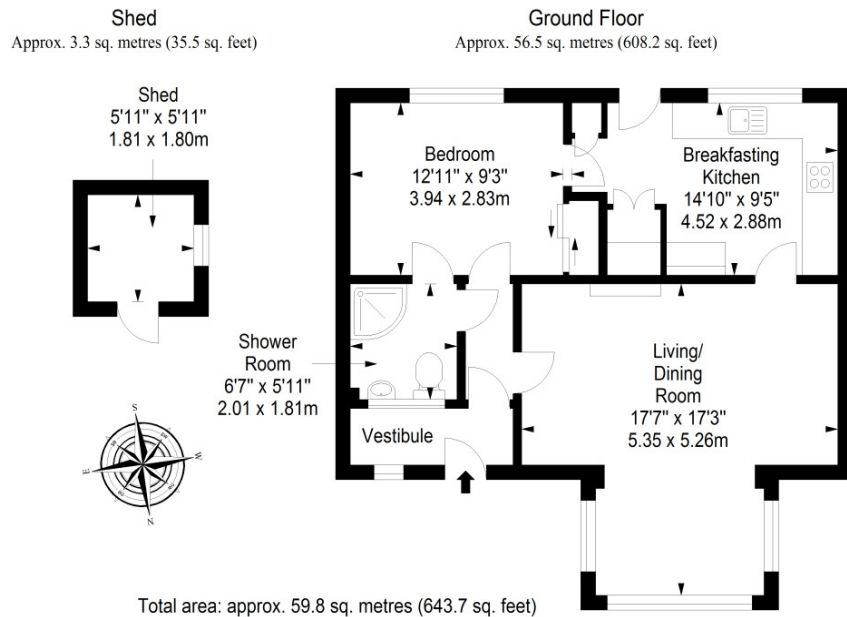 Shed
Approx. 3.3 sq. metres (35.5 sq. feet)
Ground Floor
Approx. 56.5 sq. metres (608.2 sq. feet)
Shed
5'11" x 5'11"
1.81 x 1.80m
Bedroom
12'11" x 9'3"
3.94 x 2.83m
Breakfasting
Kitchen
14'10" x 9'5"
4.52 x 2.88m
Shower
Room
6'7" x 5'11"
2.01 x 1.81m
Living/
Dining
Room
17'7" x 17'3"
5.35 x 5.26m
Vestibule
S
E
W
N
Total area: approx. 59.8 sq. metres (643.7 sq. feet)